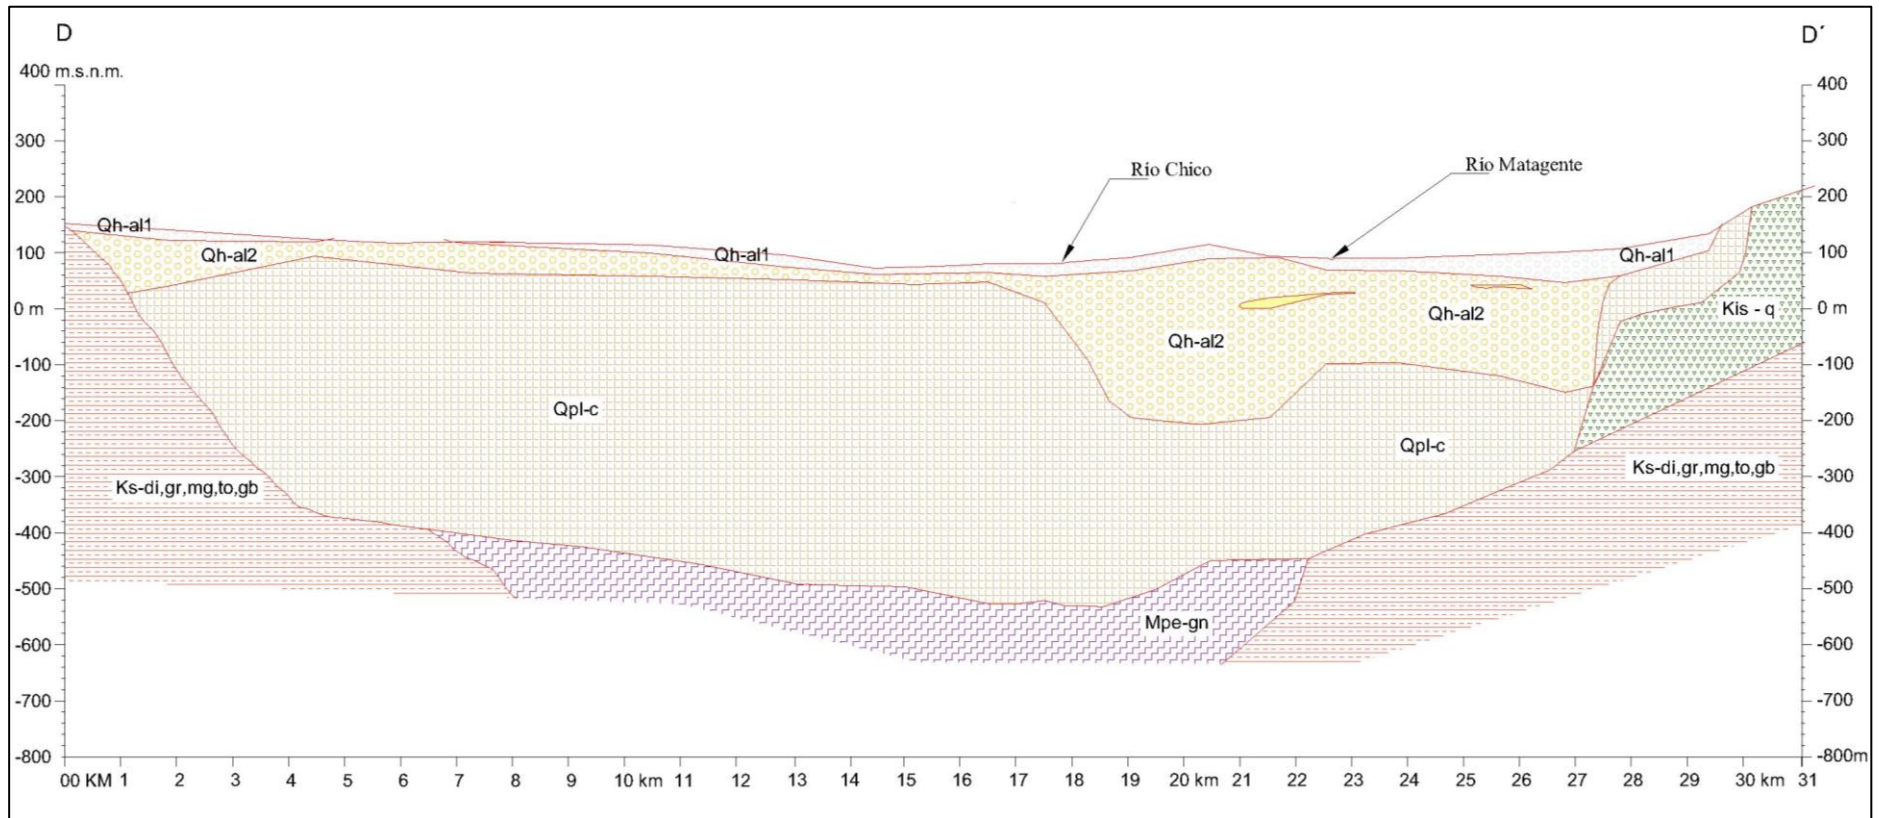 D
D´
400 m.s.n.m.
400
300
300
Río Chico
Río Matagente
200
200
Qh-al1
100
Qh-al2
Qh-al1
Qh-al1
100
0 m
Kis - q
0 m
Qh-al2
Qh-al2
-100
-100
Qpl-c
-200
-200
Qpl-c
Ks-di,gr,mg,to,gb
Ks-di,gr,mg,to,gb
-300
-300
-400
-400
-500
-500
Mpe-gn
-600
-600
-700
-700
-800
-800m
00 KM 1 2 3 4 5 6 7 8 9 10 km 11 12 13 14 15 16 17 18 19 20 km 21 22 23 24 25 26 27 28 29 30 km 31